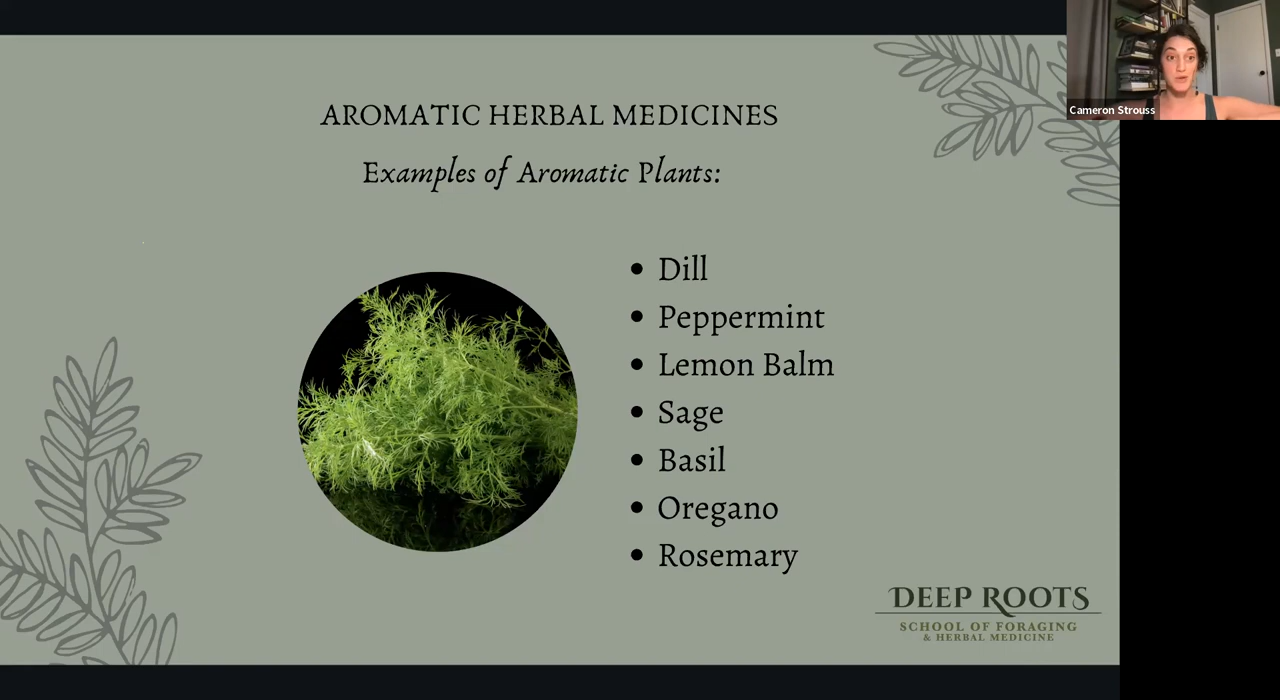 Cameron Strouss
AROMATIC HERBAL MEDICINES
Examples of Aromatic Plants:
• Dill
• Peppermint
• Lemon Balm
• Sage
• Basil
• Oregano
• Rosemary
DEEP ROOTS
SCHOOL OF FORAGING
& HERBAL MEDICINE